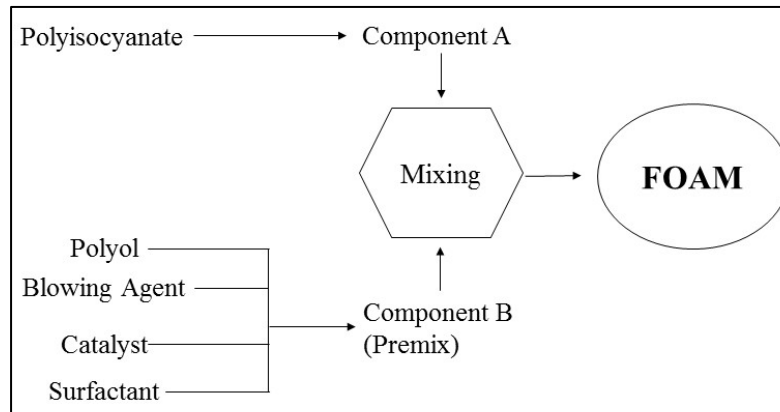 Polyisocyanate
Component A
Mixing
FOAM
Polyol
Blowing Agent
Catalyst
Surfactant
Component B
(Premix)